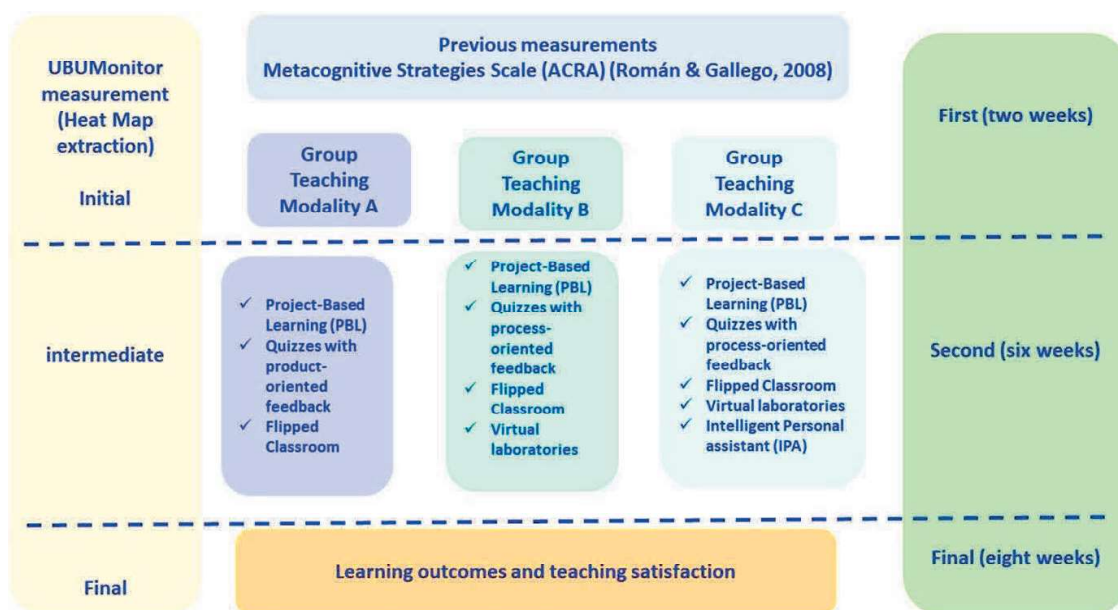 UBUMonitor
measurement
(Heat Map
extraction)
Initial
intermediate
Final
Previous measurements
Metacognitive Strategies Scale (ACRA) (Román & Gallego, 2008)
Group
Teaching
Modality A
Group
Teaching
Modality B
Group
Teaching
Modality C
✓ Project-Based
Learning (PBL)
✓ Quizzes with
product-
oriented
feedback
✓ Flipped
Classroom
✓ Project-Based
Learning (PBL)
✓ Quizzes with
process-
oriented
feedback
✓ Flipped
Classroom
✓ Virtual
laboratories
✓ Project-Based
Learning (PBL)
✓ Quizzes with
process-oriented
feedback
✓ Flipped Classroom
✓ Virtual laboratories
✓ Intelligent Personal
assistant (IPA)
Learning outcomes and teaching satisfaction
First (two weeks)
Second (six weeks)
Final (eight weeks)